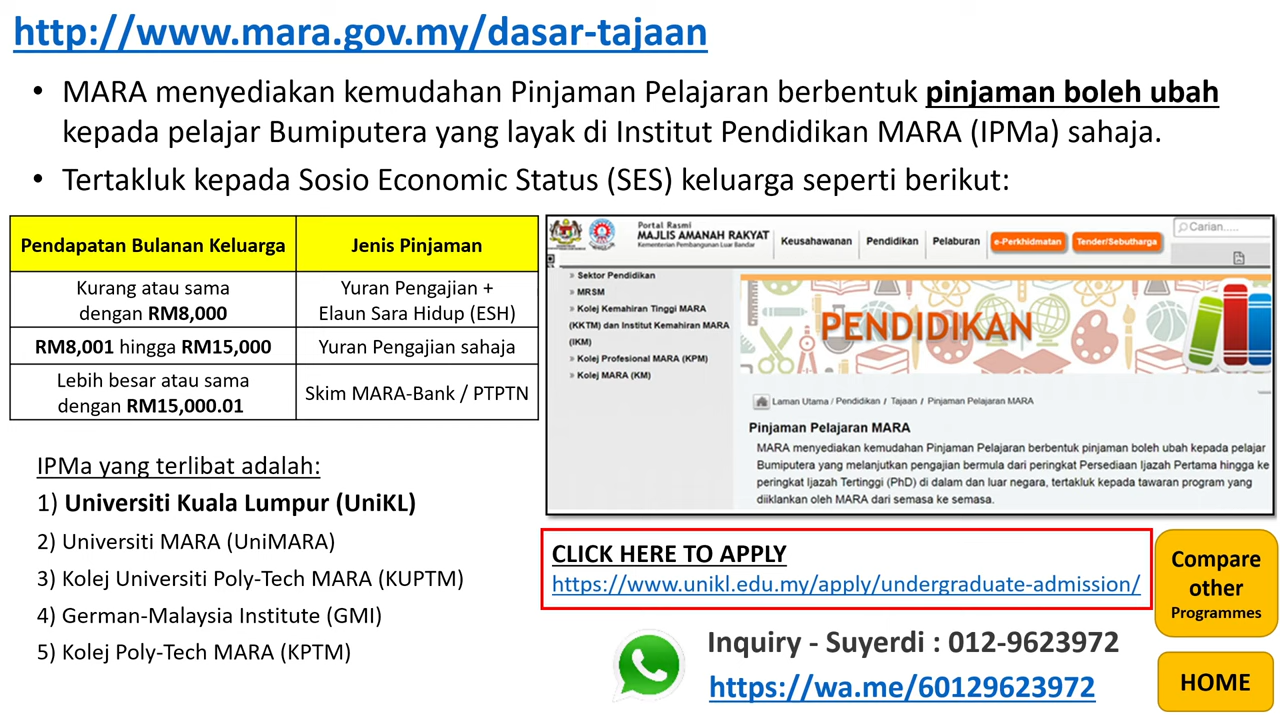 http://www.mara.gov.my/dasar-tajaan
• MARA menyediakan kemudahan Pinjaman Pelajaran berbentuk pinjaman boleh ubah
kepada pelajar Bumiputera yang layak di Institut Pendidikan MARA (IPMa) sahaja.
• Tertakluk kepada Sosio Economic Status (SES) keluarga seperti berikut:
Pendapatan Bulanan Keluarga
Jenis Pinjaman
Kurang atau sama
dengan RM8,000
Yuran Pengajian +
Elaun Sara Hidup (ESH)
RM8,001 hingga RM15,000
Yuran Pengajian sahaja
Lebih besar atau sama
dengan RM15,000.01
Skim MARA-Bank / PTPTN
IPMa yang terlibat adalah:
1) Universiti Kuala Lumpur (UniKL)
2) Universiti MARA (UniMARA)
3) Kolej Universiti Poly-Tech MARA (KUPTM)
4) German-Malaysia Institute (GMI)
5) Kolej Poly-Tech MARA (KPTM)
Portal Rasmi
MAJLIS AMANAH RAKYAT
Kementerian Pembangunan Luar Bandar
Keusahawanan
Pendidikan
Pelaburan
e-Perkhidmatan
Tender/Sebutharga
Carian.....
» Sektor Pendidikan
» MRSM
» Kolej Kemahiran Tinggi MARA
(KKTM) dan Institut Kemahiran MARA
(IKM)
» Kolej Profesional MARA (KPM)
» Kolej MARA (KM)
PENDIDIKAN
Laman Utama / Pendidikan / Tajaan / Pinjaman Pelajaran MARA
Pinjaman Pelajaran MARA
MARA menyediakan kemudahan Pinjaman Pelajaran berbentuk pinjaman boleh ubah kepada pelajar
Bumiputera yang melanjutkan pengajian bermula dari peringkat Persediaan Ijazah Pertama hingga ke
peringkat Ijazah Tertinggi (PhD) di dalam dan luar negara, tertakluk kepada tawaran program yang
diiklankan oleh MARA dari semasa ke semasa.
CLICK HERE TO APPLY
https://www.unikl.edu.my/apply/undergraduate-admission/
Compare
other
Programmes
Inquiry - Suyerdi : 012-9623972
https://wa.me/60129623972
HOME